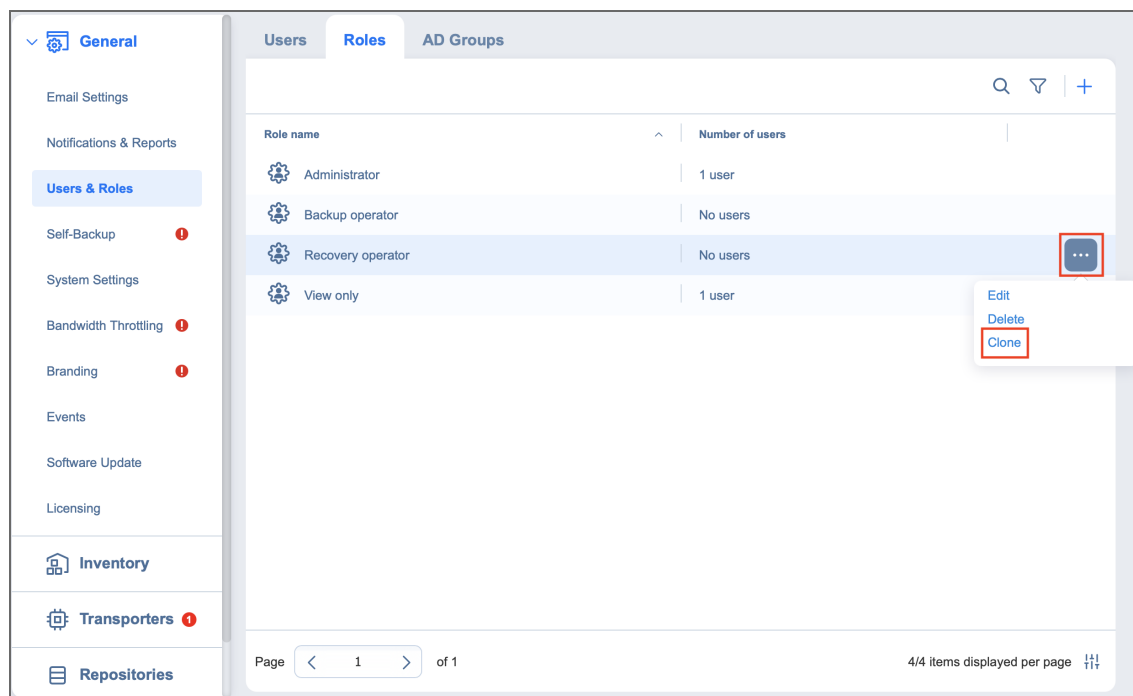 General
Email Settings
Notifications & Reports
Users & Roles
Self-Backup
System Settings
Bandwidth Throttling
Branding
Events
Software Update
Licensing
Inventory
Transporters 1
Repositories
Users Roles AD Groups
Role name Number of users
Administrator 1 user
Backup operator No users
Recovery operator No users
View only 1 user
Edit
Delete
Clone
Page 1 of 1
4/4 items displayed per page